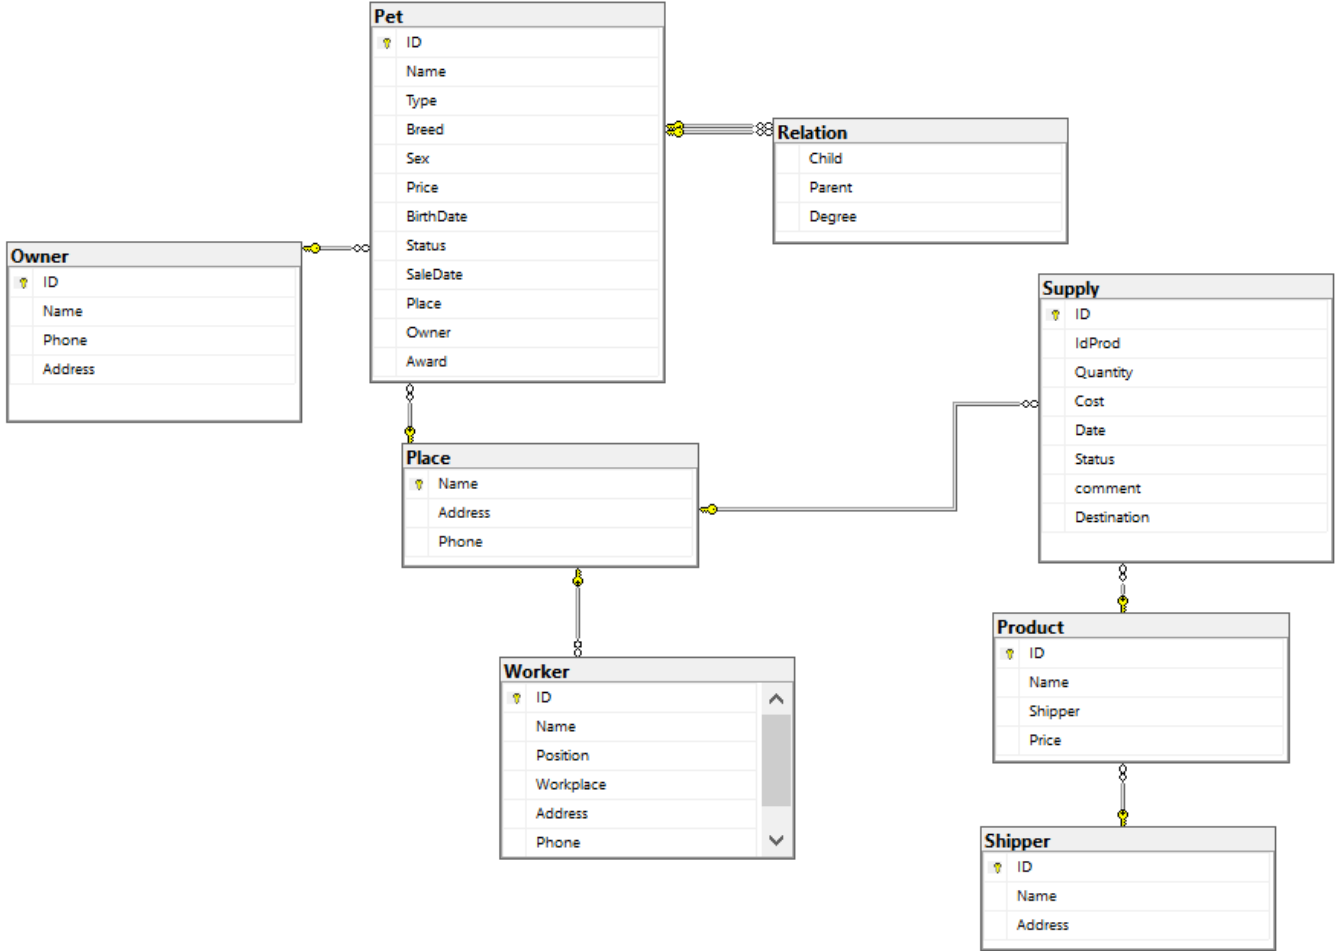 Pet
ID
Name
Type
Breed
Sex
Price
BirthDate
Status
SaleDate
Place
Owner
Award
Relation
Child
Parent
Degree
Owner
ID
Name
Phone
Address
Supply
ID
IdProd
Quantity
Cost
Date
Status
comment
Destination
Place
Name
Address
Phone
Worker
ID
Name
Position
Workplace
Address
Phone
Product
ID
Name
Shipper
Price
Shipper
ID
Name
Address